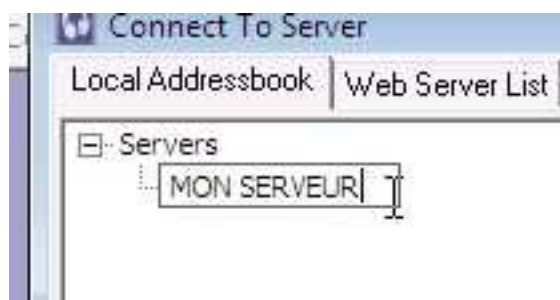 Connect To Server
Local Addressbook
Web Server List
Servers
MON SERVEUR